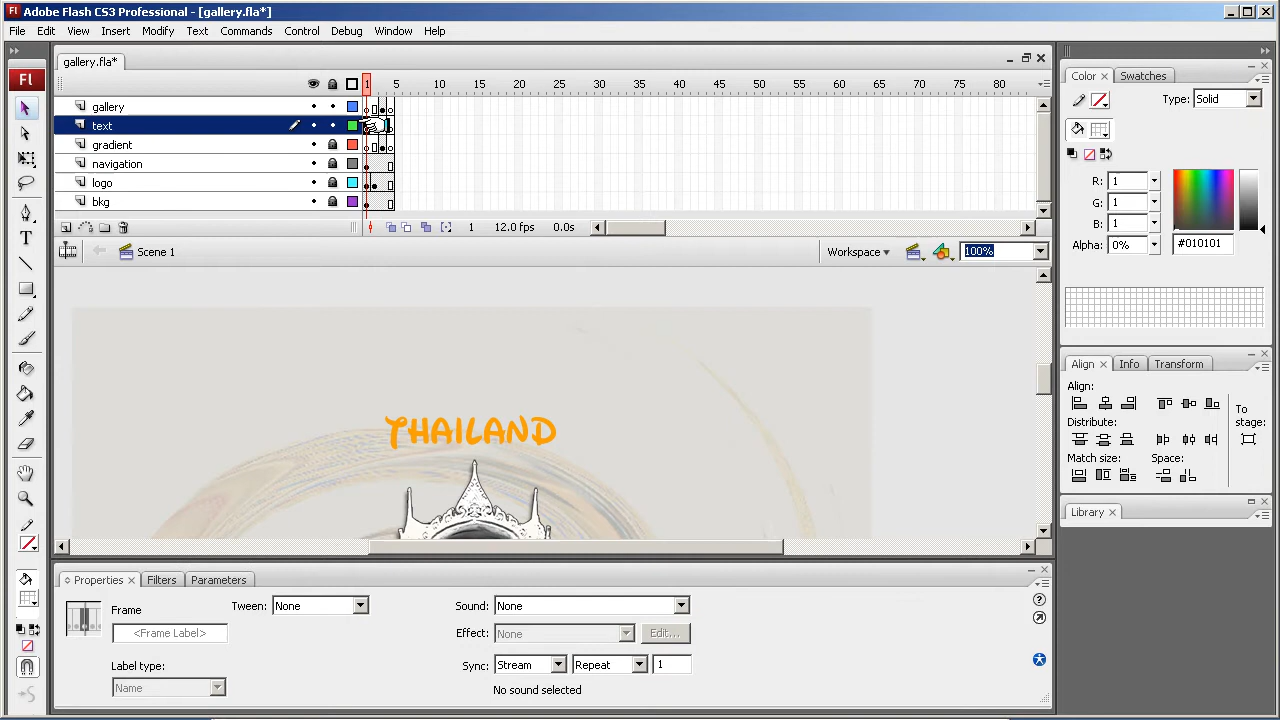 Fl Adobe Flash CS3 Professional - [gallery.fla*]
File Edit View Insert Modify Text Commands Control Debug Window Help
gallery.fla*
1 5 10 15 20 25 30 35 40 45 50 55 60 65 70 75 80
gallery
text
gradient
navigation
logo
bkg
1 12.0 fps 0.0s
Scene 1 Workspace 100%
THAILAND
Properties Filters Parameters
Frame Tween: None Sound: None
<Frame Label> Effect: None Edit...
Label type: Sync: Stream Repeat 1
Name No sound selected
Fl
T
Color Swatches
Type: Solid
R: 1
G: 1
B: 1
Alpha: 0% #010101
Align Info Transform
Align:
To stage:
Distribute:
Match size: Space:
Library